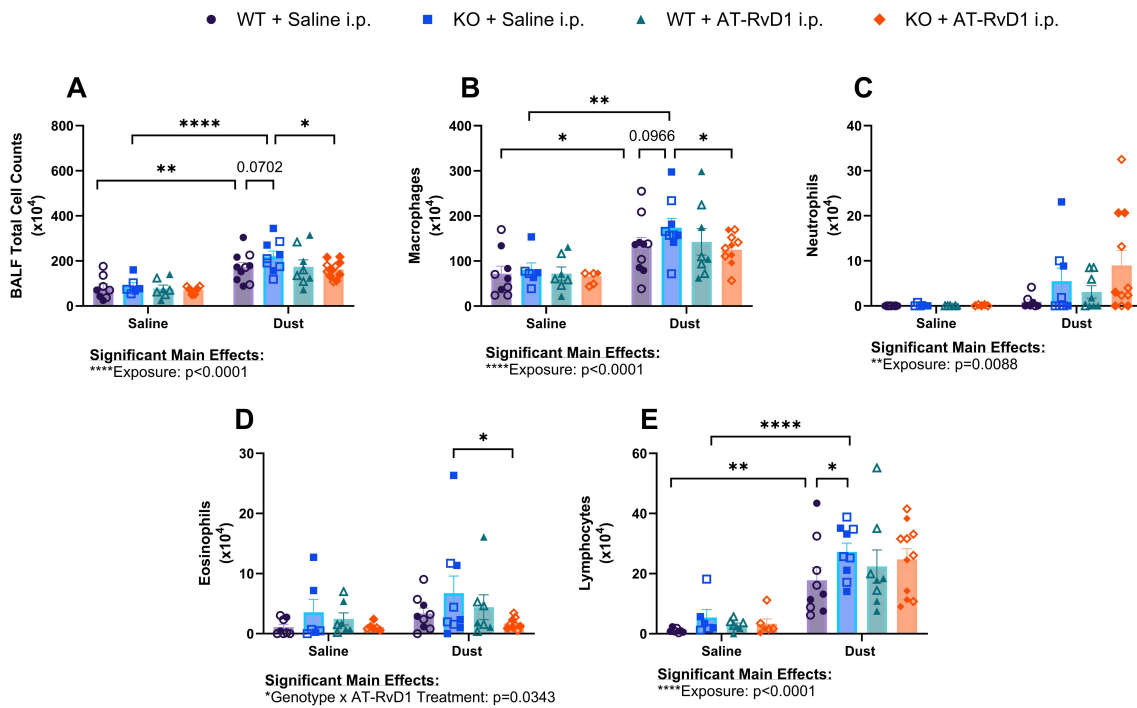 WT + Saline i.p. KO + Saline i.p. WT + AT-RvD1 i.p. KO + AT-RvD1 i.p.
A
BALF Total Cell Counts
(x10⁴)
800
600
400
200
0
****
*
**
0.0702
Saline Dust
Significant Main Effects:
****Exposure: p<0.0001
B
Macrophages
(x10⁴)
400
300
200
100
0
**
*
0.0966
*
Saline Dust
Significant Main Effects:
****Exposure: p<0.0001
C
Neutrophils
(x10⁴)
40
30
20
10
0
Saline Dust
Significant Main Effects:
**Exposure: p=0.0088
D
Eosinophils
(x10⁴)
30
20
10
0
*
Saline Dust
Significant Main Effects:
*Genotype x AT-RvD1 Treatment: p=0.0343
E
Lymphocytes
(x10⁴)
60
40
20
0
****
**
*
Saline Dust
Significant Main Effects:
****Exposure: p<0.0001